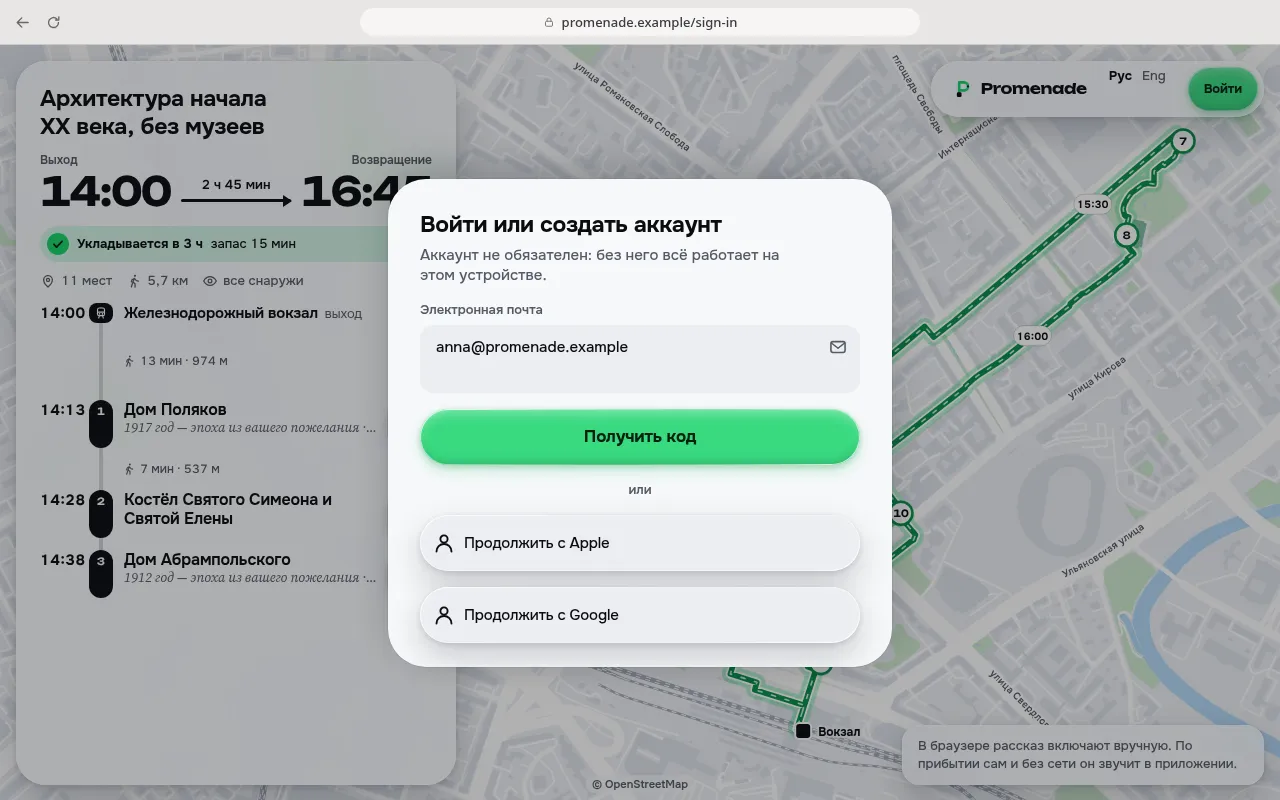 promenade.example/sign-in
Архитектура начала
XX века, без музеев
Выход
Возвращение
14:00
2 ч 45 мин
Укладывается в 3 ч запас 15 мин
11 мест
5,7 км
все снаружи
14:00 Железнодорожный вокзал выход
13 мин · 974 м
14:13 1 Дом Поляков
1917 год — эпоха из вашего пожелания ·...
7 мин · 537 м
14:28 2 Костёл Святого Симеона и
Святой Елены
14:38 3 Дом Абрампольского
1912 год — эпоха из вашего пожелания ·...
Войти или создать аккаунт
Аккаунт не обязателен: без него всё работает на
этом устройстве.
Электронная почта
anna@promenade.example
Получить код
или
Продолжить с Apple
Продолжить с Google
улица Романовская Слобода
площадь Свободы
Promenade
Рус Eng
Войти
7
15:30
8
16:00
улица Кирова
10
Ульяновская улица
улица
Вокзал
В браузере рассказ включают вручную. По
прибытии сам и без сети он звучит в приложении.
© OpenStreetMap